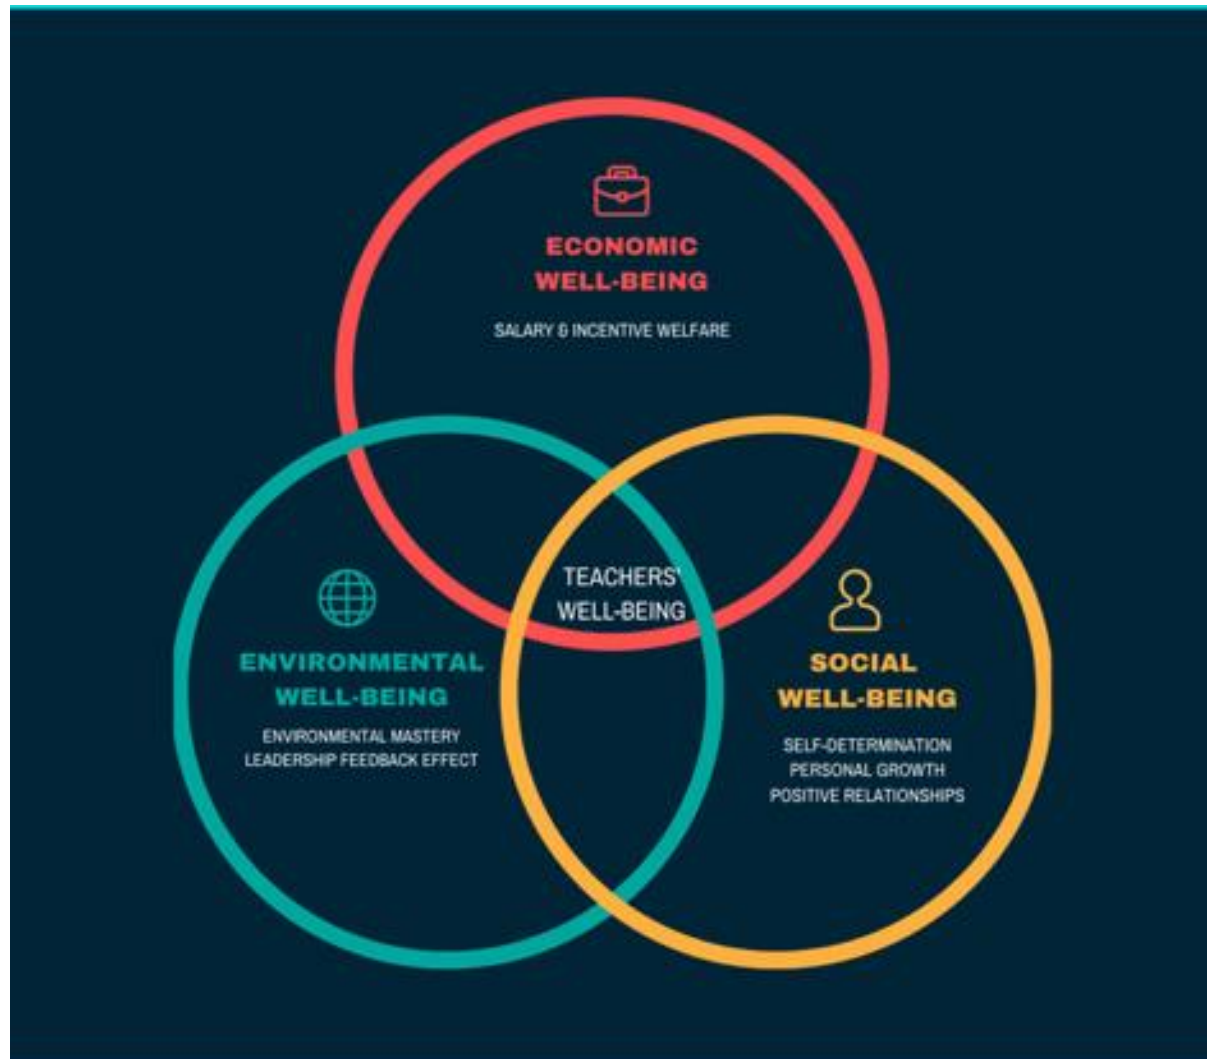 ECONOMIC
WELL-BEING
SALARY & INCENTIVE WELFARE
TEACHERS'
WELL-BEING
ENVIRONMENTAL
WELL-BEING
ENVIRONMENTAL MASTERY
LEADERSHIP FEEDBACK EFFECT
SOCIAL
WELL-BEING
SELF-DETERMINATION
PERSONAL GROWTH
POSITIVE RELATIONSHIPS